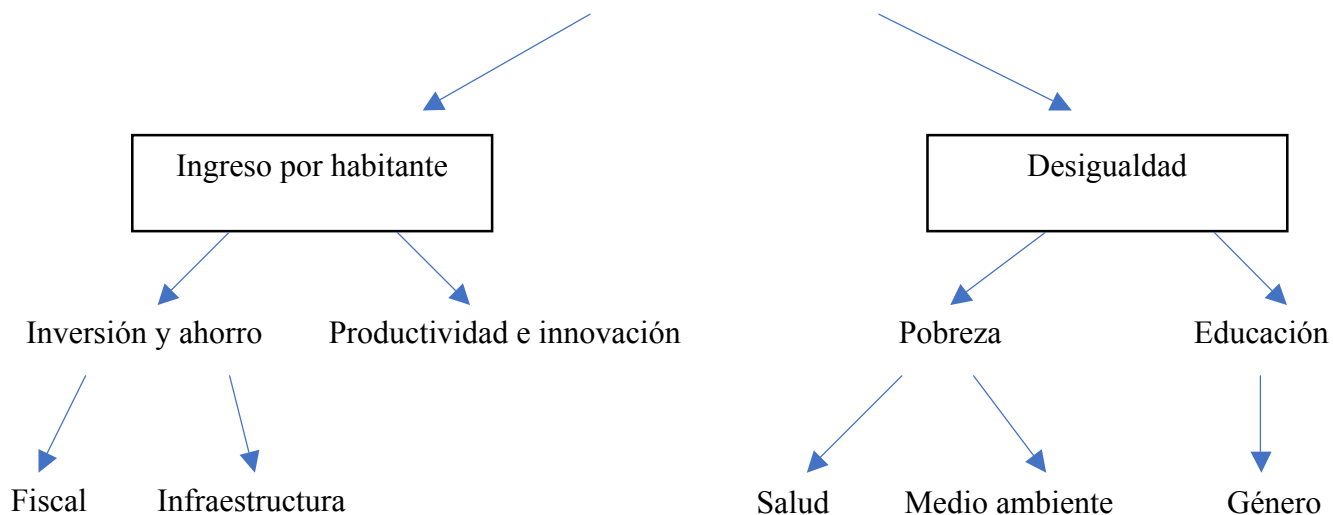 Ingreso por habitante
Desigualdad
Inversión y ahorro
Productividad e innovación
Pobreza
Educación
Fiscal
Infraestructura
Salud
Medio ambiente
Género